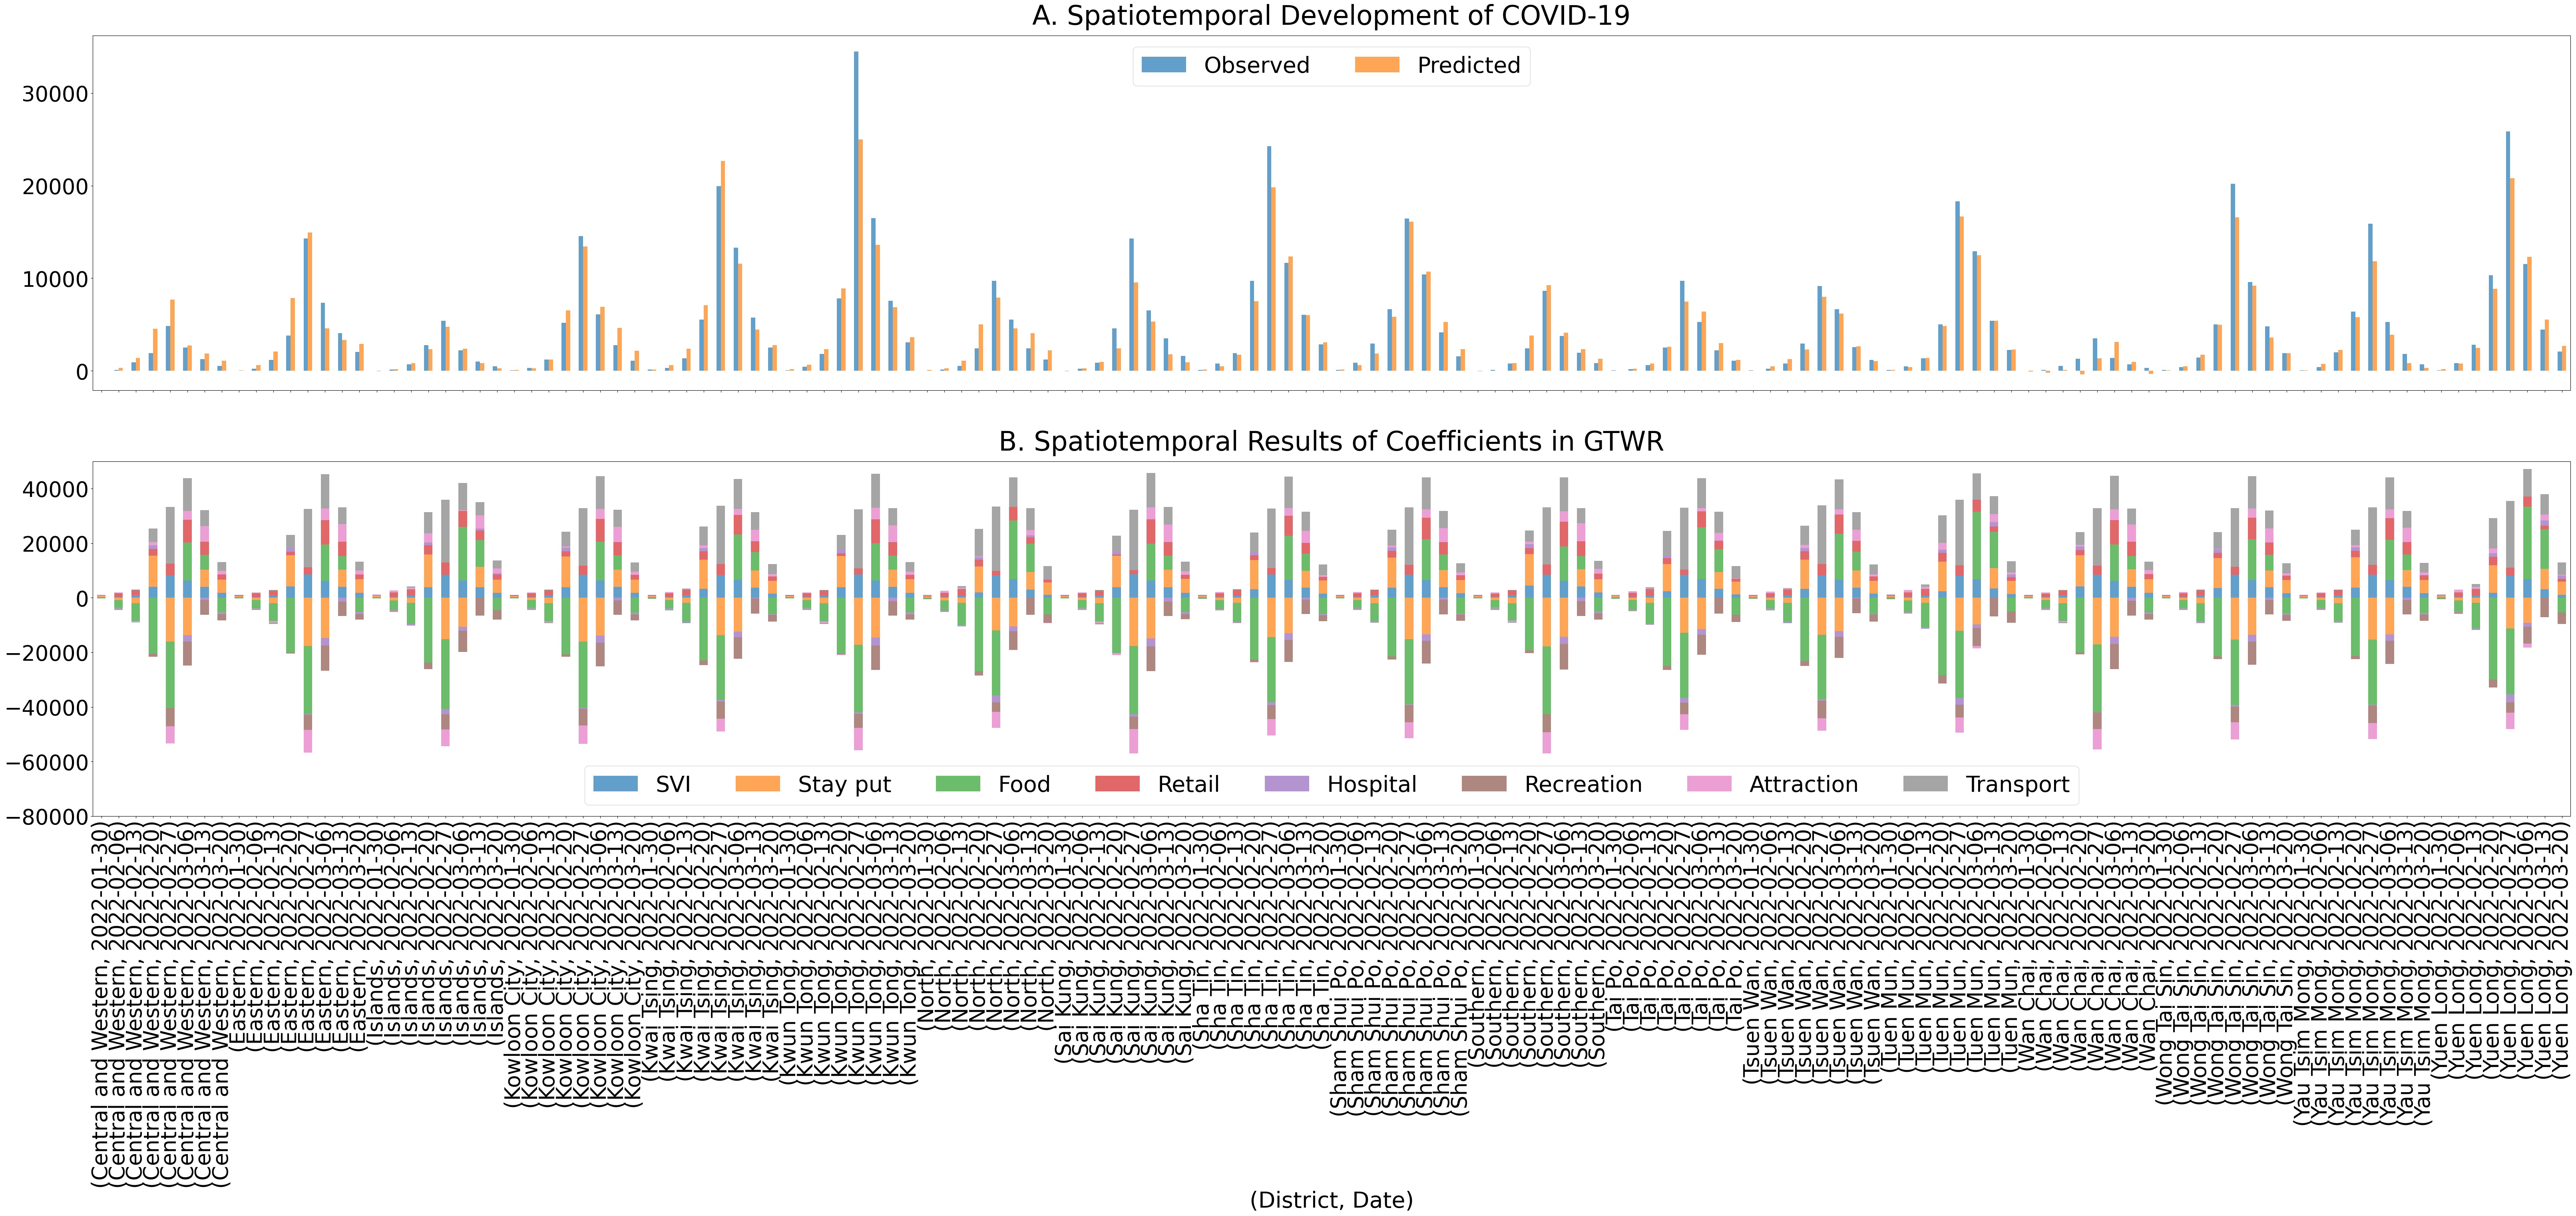 A. Spatiotemporal Development of COVID-19
Observed
Predicted
30000
20000
10000
0
B. Spatiotemporal Results of Coefficients in GTWR
40000
20000
0
−20000
−40000
−60000
−80000
SVI
Stay put
Food
Retail
Hospital
Recreation
Attraction
Transport
(Central and Western, 2022-01-30)
(Central and Western, 2022-02-06)
(Central and Western, 2022-02-13)
(Central and Western, 2022-02-20)
(Central and Western, 2022-02-27)
(Central and Western, 2022-03-06)
(Central and Western, 2022-03-13)
(Central and Western, 2022-03-20)
(Eastern, 2022-01-30)
(Eastern, 2022-02-06)
(Eastern, 2022-02-13)
(Eastern, 2022-02-20)
(Eastern, 2022-02-27)
(Eastern, 2022-03-06)
(Eastern, 2022-03-13)
(Eastern, 2022-03-20)
(Islands, 2022-01-30)
(Islands, 2022-02-06)
(Islands, 2022-02-13)
(Islands, 2022-02-20)
(Islands, 2022-02-27)
(Islands, 2022-03-06)
(Islands, 2022-03-13)
(Islands, 2022-03-20)
(Kowloon City, 2022-01-30)
(Kowloon City, 2022-02-06)
(Kowloon City, 2022-02-13)
(Kowloon City, 2022-02-20)
(Kowloon City, 2022-02-27)
(Kowloon City, 2022-03-06)
(Kowloon City, 2022-03-13)
(Kowloon City, 2022-03-20)
(Kwai Tsing, 2022-01-30)
(Kwai Tsing, 2022-02-06)
(Kwai Tsing, 2022-02-13)
(Kwai Tsing, 2022-02-20)
(Kwai Tsing, 2022-02-27)
(Kwai Tsing, 2022-03-06)
(Kwai Tsing, 2022-03-13)
(Kwai Tsing, 2022-03-20)
(Kwun Tong, 2022-01-30)
(Kwun Tong, 2022-02-06)
(Kwun Tong, 2022-02-13)
(Kwun Tong, 2022-02-20)
(Kwun Tong, 2022-02-27)
(Kwun Tong, 2022-03-06)
(Kwun Tong, 2022-03-13)
(Kwun Tong, 2022-03-20)
(North, 2022-01-30)
(North, 2022-02-06)
(North, 2022-02-13)
(North, 2022-02-20)
(North, 2022-02-27)
(North, 2022-03-06)
(North, 2022-03-13)
(North, 2022-03-20)
(Sai Kung, 2022-01-30)
(Sai Kung, 2022-02-06)
(Sai Kung, 2022-02-13)
(Sai Kung, 2022-02-20)
(Sai Kung, 2022-02-27)
(Sai Kung, 2022-03-06)
(Sai Kung, 2022-03-13)
(Sai Kung, 2022-03-20)
(Sha Tin, 2022-01-30)
(Sha Tin, 2022-02-06)
(Sha Tin, 2022-02-13)
(Sha Tin, 2022-02-20)
(Sha Tin, 2022-02-27)
(Sha Tin, 2022-03-06)
(Sha Tin, 2022-03-13)
(Sha Tin, 2022-03-20)
(Sham Shui Po, 2022-01-30)
(Sham Shui Po, 2022-02-06)
(Sham Shui Po, 2022-02-13)
(Sham Shui Po, 2022-02-20)
(Sham Shui Po, 2022-02-27)
(Sham Shui Po, 2022-03-06)
(Sham Shui Po, 2022-03-13)
(Sham Shui Po, 2022-03-20)
(Southern, 2022-01-30)
(Southern, 2022-02-06)
(Southern, 2022-02-13)
(Southern, 2022-02-20)
(Southern, 2022-02-27)
(Southern, 2022-03-06)
(Southern, 2022-03-13)
(Southern, 2022-03-20)
(Tai Po, 2022-01-30)
(Tai Po, 2022-02-06)
(Tai Po, 2022-02-13)
(Tai Po, 2022-02-20)
(Tai Po, 2022-02-27)
(Tai Po, 2022-03-06)
(Tai Po, 2022-03-13)
(Tai Po, 2022-03-20)
(Tsuen Wan, 2022-01-30)
(Tsuen Wan, 2022-02-06)
(Tsuen Wan, 2022-02-13)
(Tsuen Wan, 2022-02-20)
(Tsuen Wan, 2022-02-27)
(Tsuen Wan, 2022-03-06)
(Tsuen Wan, 2022-03-13)
(Tsuen Wan, 2022-03-20)
(Tuen Mun, 2022-01-30)
(Tuen Mun, 2022-02-06)
(Tuen Mun, 2022-02-13)
(Tuen Mun, 2022-02-20)
(Tuen Mun, 2022-02-27)
(Tuen Mun, 2022-03-06)
(Tuen Mun, 2022-03-13)
(Tuen Mun, 2022-03-20)
(Wan Chai, 2022-01-30)
(Wan Chai, 2022-02-06)
(Wan Chai, 2022-02-13)
(Wan Chai, 2022-02-20)
(Wan Chai, 2022-02-27)
(Wan Chai, 2022-03-06)
(Wan Chai, 2022-03-13)
(Wan Chai, 2022-03-20)
(Wong Tai Sin, 2022-01-30)
(Wong Tai Sin, 2022-02-06)
(Wong Tai Sin, 2022-02-13)
(Wong Tai Sin, 2022-02-20)
(Wong Tai Sin, 2022-02-27)
(Wong Tai Sin, 2022-03-06)
(Wong Tai Sin, 2022-03-13)
(Wong Tai Sin, 2022-03-20)
(Yau Tsim Mong, 2022-01-30)
(Yau Tsim Mong, 2022-02-06)
(Yau Tsim Mong, 2022-02-13)
(Yau Tsim Mong, 2022-02-20)
(Yau Tsim Mong, 2022-02-27)
(Yau Tsim Mong, 2022-03-06)
(Yau Tsim Mong, 2022-03-13)
(Yau Tsim Mong, 2022-03-20)
(Yuen Long, 2022-01-30)
(Yuen Long, 2022-02-06)
(Yuen Long, 2022-02-13)
(Yuen Long, 2022-02-20)
(Yuen Long, 2022-02-27)
(Yuen Long, 2022-03-06)
(Yuen Long, 2022-03-13)
(Yuen Long, 2022-03-20)
(District, Date)